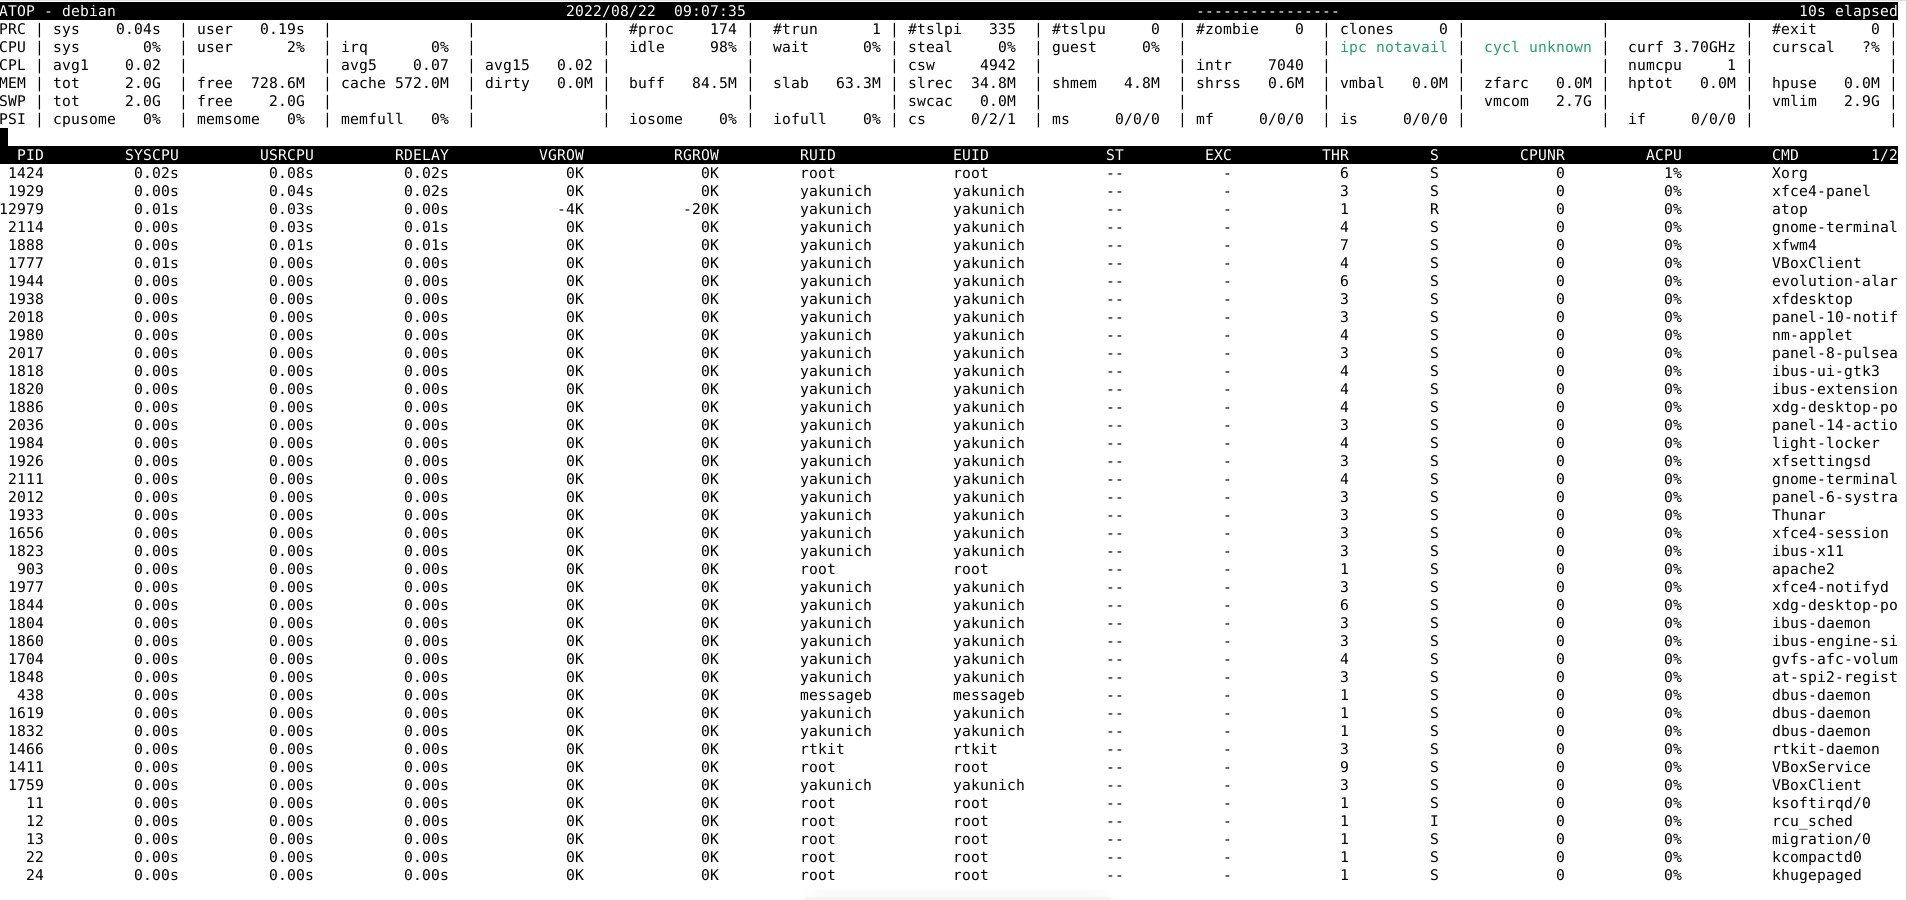 ATOP - debian 2022/08/22 09:07:35 ---------------- 10s elapsed
PRC | sys 0.04s | user 0.19s | | | #proc 174 | #trun 1 | #tslpi 335 | #tslpu 0 | #zombie 0 | clones 0 | | | #exit 0 |
CPU | sys 0% | user 2% | irq 0% | | idle 98% | wait 0% | steal 0% | guest 0% | | ipc notavail | cycl unknown | curf 3.70GHz | curscal ?% |
CPL | avg1 0.02 | | avg5 0.07 | avg15 0.02 | | | csw 4942 | | intr 7040 | | | numcpu 1 | |
MEM | tot 2.0G | free 728.6M | cache 572.0M | dirty 0.0M | buff 84.5M | slab 63.3M | slrec 34.8M | shmem 4.8M | shrss 0.6M | vmbal 0.0M | zfarc 0.0M | hptot 0.0M | hpuse 0.0M |
SWP | tot 2.0G | free 2.0G | | | | | swcac 0.0M | | | | vmcom 2.7G | | vmlim 2.9G |
PSI | cpusome 0% | memsome 0% | memfull 0% | | iosome 0% | iofull 0% | cs 0/2/1 | ms 0/0/0 | mf 0/0/0 | is 0/0/0 | | if 0/0/0 | |
PID SYSCPU USRCPU RDELAY VGROW RGROW RUID EUID ST EXC THR S CPUNR ACPU CMD 1/2
1424 0.02s 0.08s 0.02s 0K 0K root root -- - 6 S 0 1% Xorg
1929 0.00s 0.04s 0.02s 0K 0K yakunich yakunich -- - 3 S 0 0% xfce4-panel
12979 0.01s 0.03s 0.00s -4K -20K yakunich yakunich -- - 1 R 0 0% atop
2114 0.00s 0.03s 0.01s 0K 0K yakunich yakunich -- - 4 S 0 0% gnome-terminal
1888 0.00s 0.01s 0.01s 0K 0K yakunich yakunich -- - 7 S 0 0% xfwm4
1777 0.01s 0.00s 0.00s 0K 0K yakunich yakunich -- - 4 S 0 0% VBoxClient
1944 0.00s 0.00s 0.00s 0K 0K yakunich yakunich -- - 6 S 0 0% evolution-alar
1938 0.00s 0.00s 0.00s 0K 0K yakunich yakunich -- - 3 S 0 0% xfdesktop
2018 0.00s 0.00s 0.00s 0K 0K yakunich yakunich -- - 3 S 0 0% panel-10-notif
1980 0.00s 0.00s 0.00s 0K 0K yakunich yakunich -- - 4 S 0 0% nm-applet
2017 0.00s 0.00s 0.00s 0K 0K yakunich yakunich -- - 3 S 0 0% panel-8-pulsea
1818 0.00s 0.00s 0.00s 0K 0K yakunich yakunich -- - 4 S 0 0% ibus-ui-gtk3
1820 0.00s 0.00s 0.00s 0K 0K yakunich yakunich -- - 4 S 0 0% ibus-extension
1886 0.00s 0.00s 0.00s 0K 0K yakunich yakunich -- - 4 S 0 0% xdg-desktop-po
2036 0.00s 0.00s 0.00s 0K 0K yakunich yakunich -- - 3 S 0 0% panel-14-actio
1984 0.00s 0.00s 0.00s 0K 0K yakunich yakunich -- - 4 S 0 0% light-locker
1926 0.00s 0.00s 0.00s 0K 0K yakunich yakunich -- - 3 S 0 0% xfsettingsd
2111 0.00s 0.00s 0.00s 0K 0K yakunich yakunich -- - 4 S 0 0% gnome-terminal
2012 0.00s 0.00s 0.00s 0K 0K yakunich yakunich -- - 3 S 0 0% panel-6-systra
1933 0.00s 0.00s 0.00s 0K 0K yakunich yakunich -- - 3 S 0 0% Thunar
1656 0.00s 0.00s 0.00s 0K 0K yakunich yakunich -- - 3 S 0 0% xfce4-session
1823 0.00s 0.00s 0.00s 0K 0K yakunich yakunich -- - 3 S 0 0% ibus-x11
903 0.00s 0.00s 0.00s 0K 0K root root -- - 1 S 0 0% apache2
1977 0.00s 0.00s 0.00s 0K 0K yakunich yakunich -- - 3 S 0 0% xfce4-notifyd
1844 0.00s 0.00s 0.00s 0K 0K yakunich yakunich -- - 6 S 0 0% xdg-desktop-po
1804 0.00s 0.00s 0.00s 0K 0K yakunich yakunich -- - 3 S 0 0% ibus-daemon
1860 0.00s 0.00s 0.00s 0K 0K yakunich yakunich -- - 3 S 0 0% ibus-engine-si
1704 0.00s 0.00s 0.00s 0K 0K yakunich yakunich -- - 4 S 0 0% gvfs-afc-volum
1848 0.00s 0.00s 0.00s 0K 0K yakunich yakunich -- - 3 S 0 0% at-spi2-regist
438 0.00s 0.00s 0.00s 0K 0K messageb messageb -- - 1 S 0 0% dbus-daemon
1619 0.00s 0.00s 0.00s 0K 0K yakunich yakunich -- - 1 S 0 0% dbus-daemon
1832 0.00s 0.00s 0.00s 0K 0K yakunich yakunich -- - 1 S 0 0% dbus-daemon
1466 0.00s 0.00s 0.00s 0K 0K rtkit rtkit -- - 3 S 0 0% rtkit-daemon
1411 0.00s 0.00s 0.00s 0K 0K root root -- - 9 S 0 0% VBoxService
1759 0.00s 0.00s 0.00s 0K 0K yakunich yakunich -- - 3 S 0 0% VBoxClient
11 0.00s 0.00s 0.00s 0K 0K root root -- - 1 S 0 0% ksoftirqd/0
12 0.00s 0.00s 0.00s 0K 0K root root -- - 1 I 0 0% rcu_sched
13 0.00s 0.00s 0.00s 0K 0K root root -- - 1 S 0 0% migration/0
22 0.00s 0.00s 0.00s 0K 0K root root -- - 1 S 0 0% kcompactd0
24 0.00s 0.00s 0.00s 0K 0K root root -- - 1 S 0 0% khugepaged